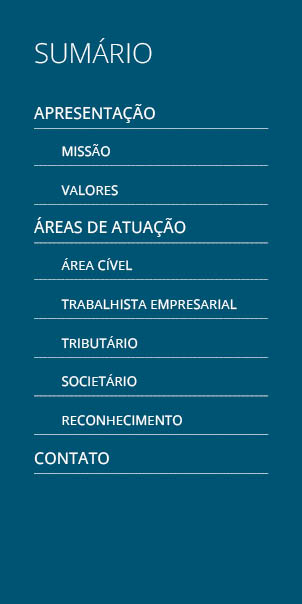 SUMÁRIO
APRESENTAÇÃO
MISSÃO
VALORES
ÁREAS DE ATUAÇÃO
ÁREA CÍVEL
TRABALHISTA EMPRESARIAL
TRIBUTÁRIO
SOCIETÁRIO
RECONHECIMENTO
CONTATO